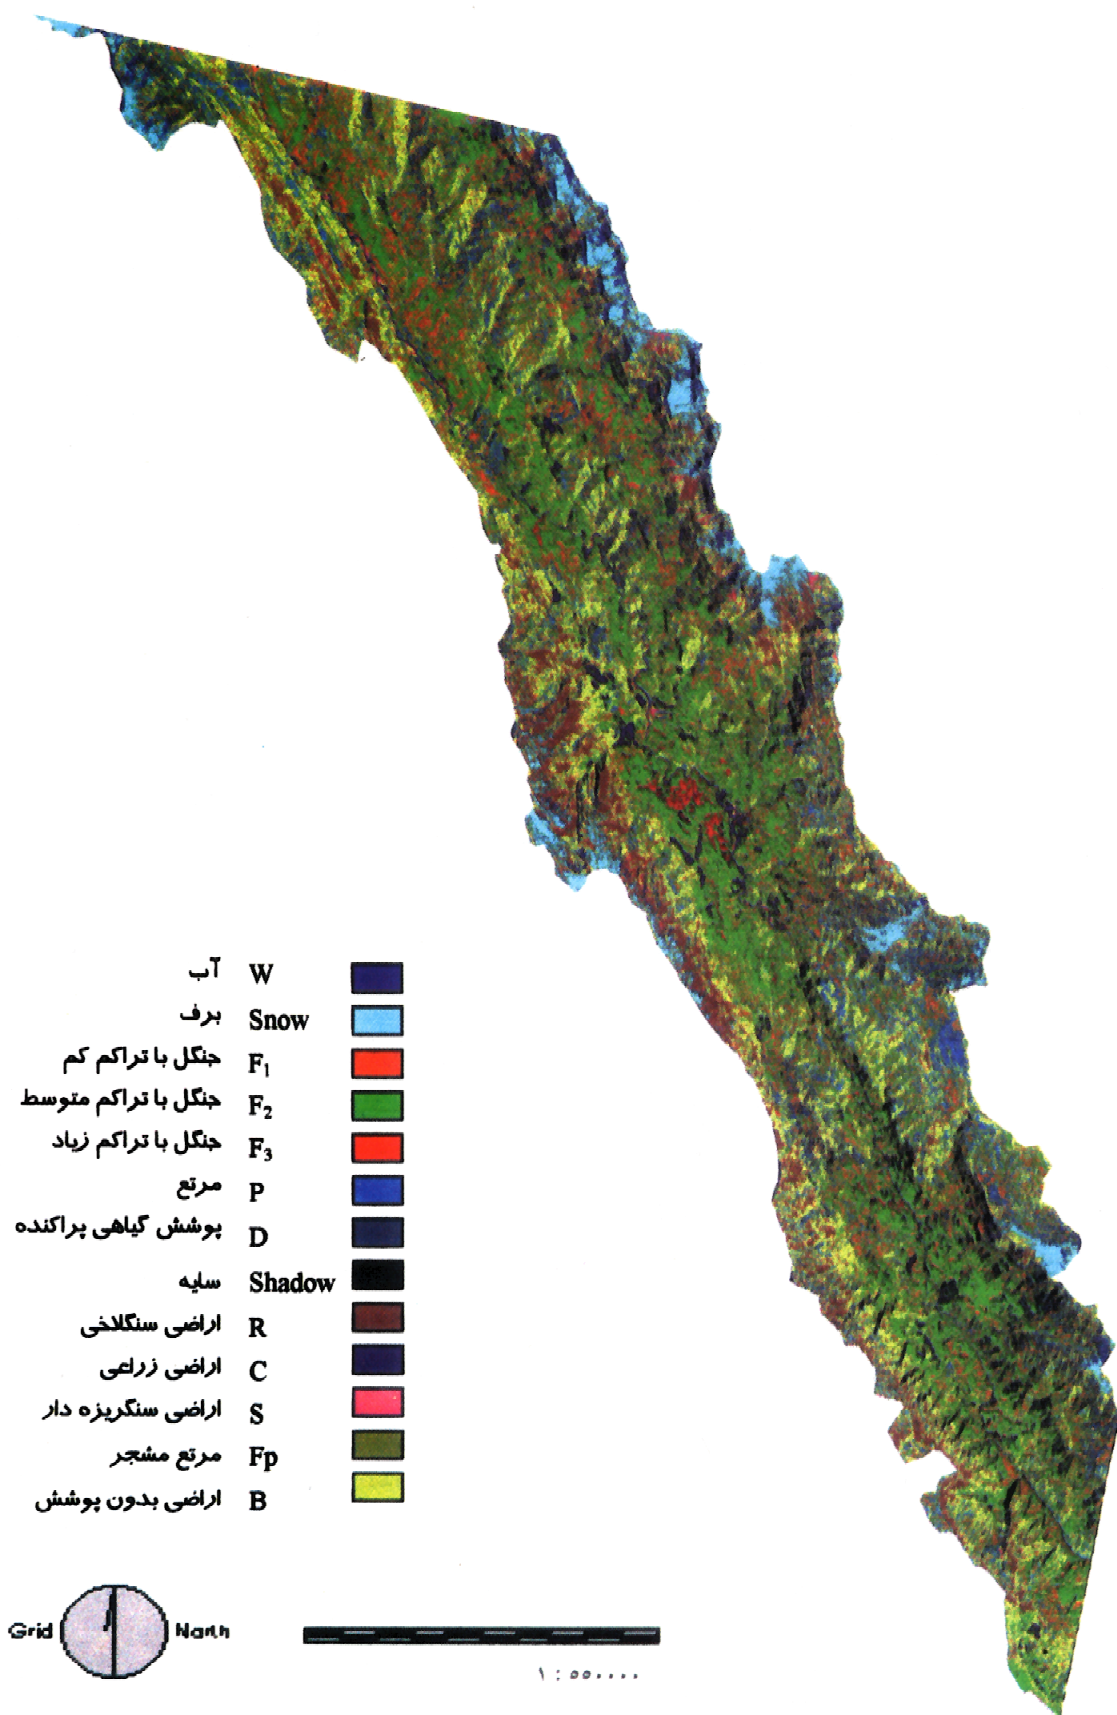 آب W
برف Snow
جنگل با تراکم کم F₁
جنگل با تراکم متوسط F₂
جنگل با تراکم زیاد F₃
مرتع P
پوشش گیاهی پراکنده D
سایه Shadow
اراضی سنگلاخی R
اراضی زراعی C
اراضی سنگریزه دار S
مرتع مشجر Fp
اراضی بدون پوشش B
Grid North
۱ : ۵۵۰۰۰۰